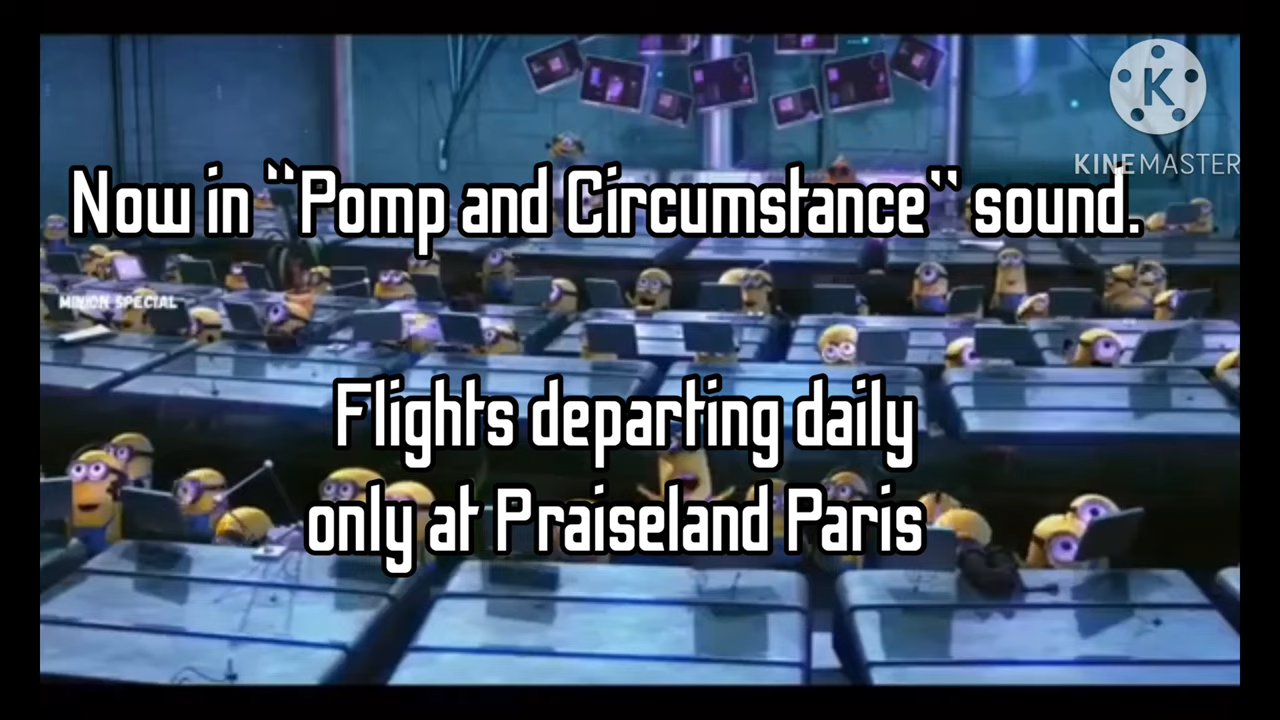 K
KINEMASTER
Now in "Pomp and Circumstance" sound.
MINION SPECIAL
Flights departing daily
only at Praiseland Paris